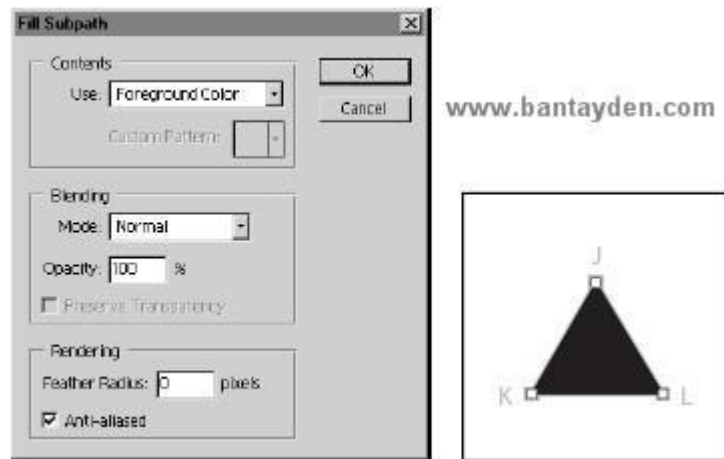 Fill Subpath
Contents
Use: Foreground Color
Custom Pattern:
OK
Cancel
Blending
Mode: Normal
Opacity: 100 %
Preserve Transparency
Rendering
Feather Radius: 0 pixels
Anti-aliased
www.bantayden.com
J
K
L